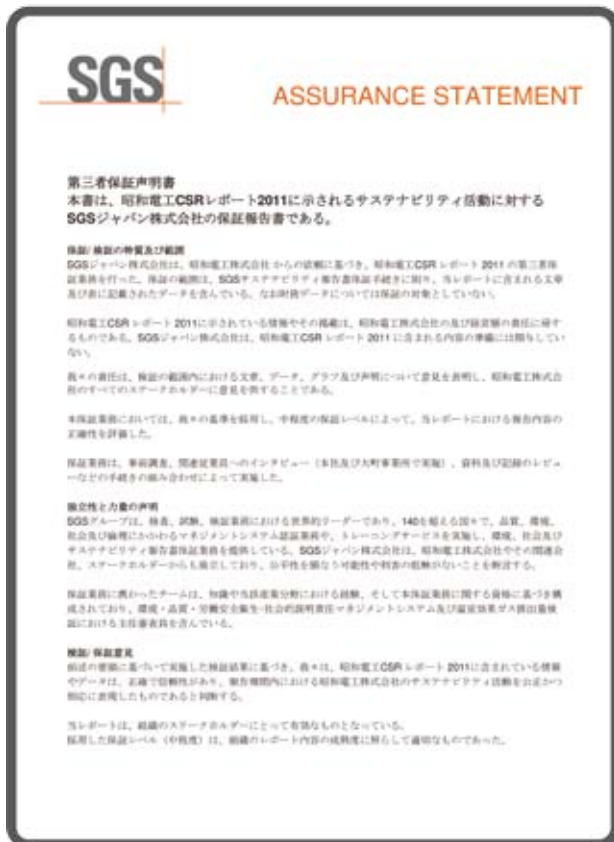 SGS
ASSURANCE STATEMENT
第三者保証声明書
本書は、昭和電工CSRレポート2011に示されるサステナビリティ活動に対する
SGSジャパン株式会社の保証報告書である。
保証/検証の特質及び範囲
SGSジャパン株式会社は、昭和電工株式会社からの依頼に基づき、昭和電工CSR レポート 2011 の第三者保
証業務を行った。保証の範囲は、SGSサステナビリティ報告書保証手続きに則り、当レポートに含まれる文章
及び表に記載されたデータを含んでいる。なお財務データについては保証の対象としていない。
昭和電工CSR レポート 2011に示されている情報やその掲載は、昭和電工株式会社の及び経営層の責任に帰す
るものである。SGSジャパン株式会社は、昭和電工CSR レポート 2011 に含まれる内容の準備には関与してい
ない。
我々の責任は、検証の範囲内における文章、データ、グラフ及び声明について意見を表明し、昭和電工株式会
社のすべてのステークホルダーに意見を供することである。
本保証業務においては、我々の基準を採用し、中程度の保証レベルによって、当レポートにおける報告内容の
正確性を評価した。
保証業務は、事前調査、関連従業員へのインタビュー（本社及び大町事業所で実施）、資料及び記録のレビュ
ーなどの手続きの組み合わせによって実施した。
独立性と力量の声明
SGSグループは、検査、試験、検証業務における世界的リーダーであり、140を超える国々で、品質、環境、
社会及び倫理にかかわるマネジメントシステム認証業務や、トレーニングサービスを実施し、環境、社会及び
サステナビリティ報告書保証業務を提供している。SGSジャパン株式会社は、昭和電工株式会社やその関連会
社、ステークホルダーからも独立しており、公平性を損なう可能性や利害の抵触がないことを断言する。
保証業務に携わったチームは、知識や当該産業分野における経験、そして本保証業務に関する資格に基づき構
成されており、環境・品質・労働安全衛生・社会的説明責任マネジメントシステム及び温室効果ガス排出量検
証における主任審査員を含んでいる。
検証/保証意見
前述の要領に基づいて実施した検証結果に基づき、我々は、昭和電工CSR レポート 2011に含まれている情報
やデータは、正確で信頼性があり、報告機関内における昭和電工株式会社のサステナビリティ活動を公正かつ
順応に表現したものであると判断する。
当レポートは、組織のステークホルダーにとって有効なものとなっている。
採用した保証レベル（中程度）は、組織のレポート内容の成熟度に照らして適切なものであった。